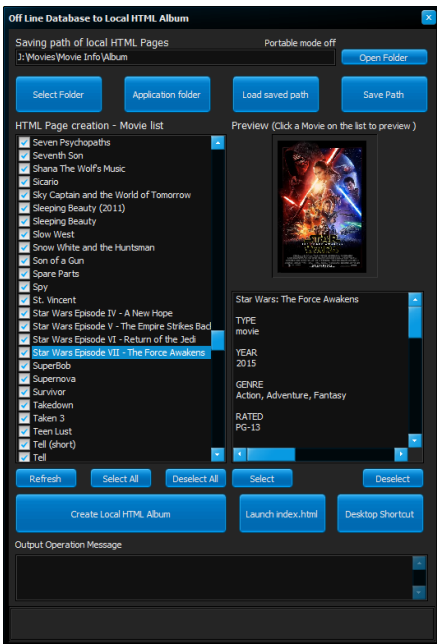 Off Line Database to Local HTML Album
Saving path of local HTML Pages
Portable mode off
J:\Movies\Movie Info\Album
Open Folder
Select Folder
Application folder
Load saved path
Save Path
HTML Page creation - Movie list
Seven Psychopaths
Seventh Son
Shana The Wolf's Music
Sicario
Sky Captain and the World of Tomorrow
Sleeping Beauty (2011)
Sleeping Beauty
Slow West
Snow White and the Huntsman
Son of a Gun
Spare Parts
Spy
St. Vincent
Star Wars Episode IV - A New Hope
Star Wars Episode V - The Empire Strikes Bac
Star Wars Episode VI - Return of the Jedi
Star Wars Episode VII - The Force Awakens
SuperBob
Supernova
Survivor
Takedown
Taken 3
Teen Lust
Tell (short)
Tell
Preview (Click a Movie on the list to preview )
Star Wars: The Force Awakens
TYPE
movie
YEAR
2015
GENRE
Action, Adventure, Fantasy
RATED
PG-13
Refresh
Select All
Deselect All
Select
Deselect
Create Local HTML Album
Launch index.html
Desktop Shortcut
Output Operation Message